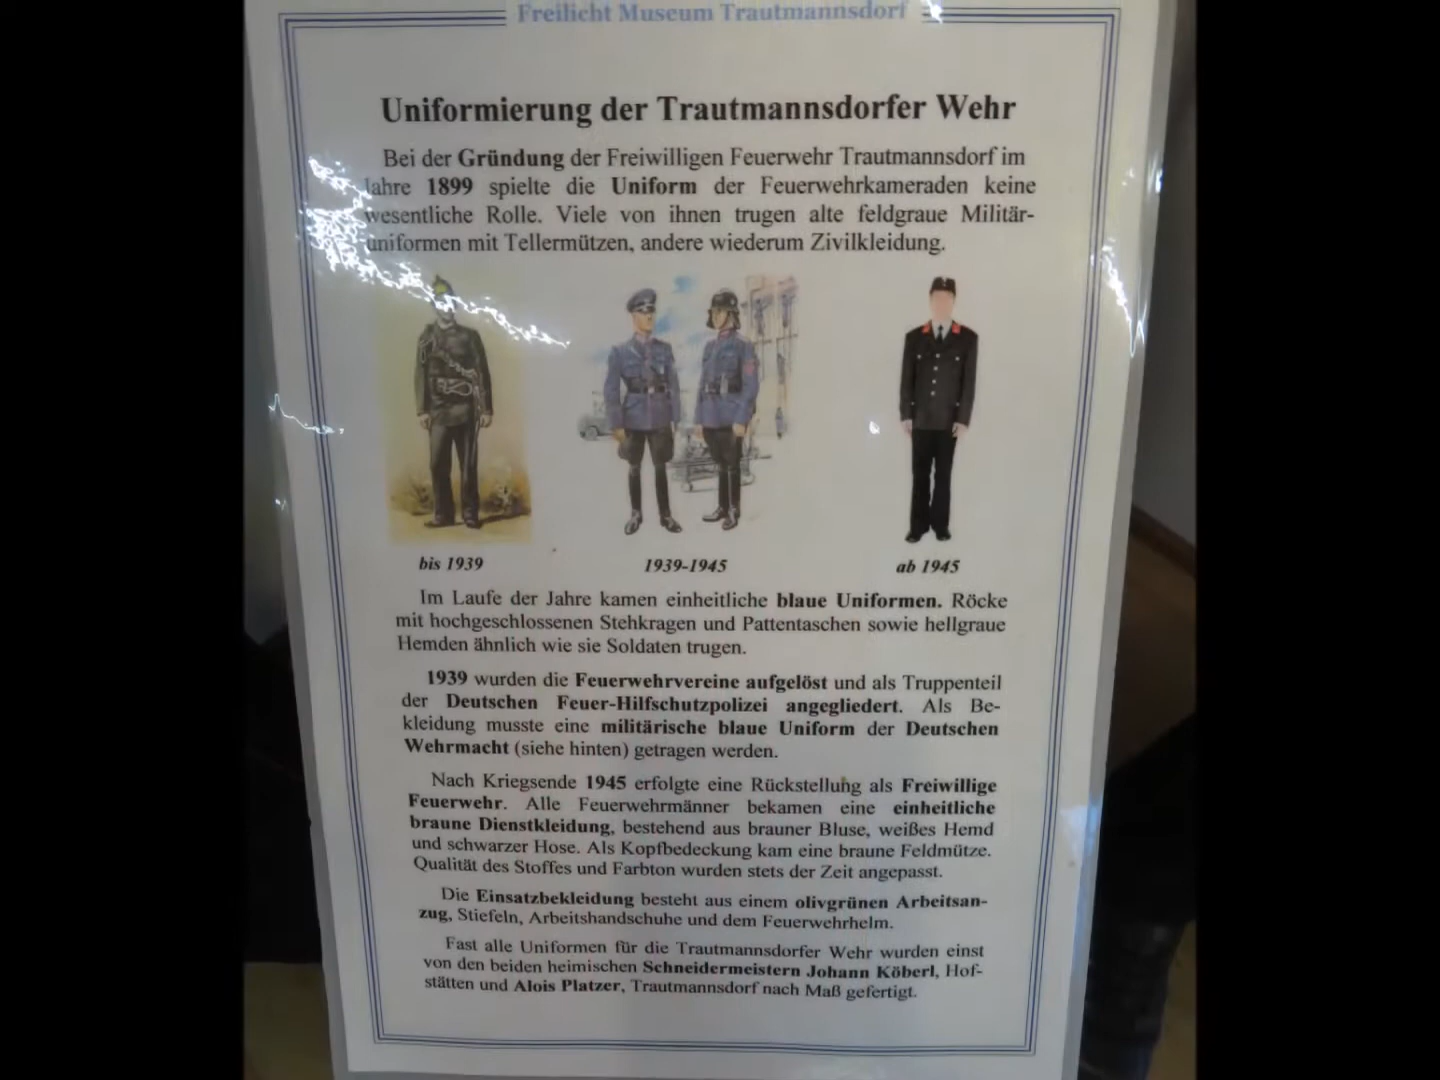 Freilicht Museum Trautmannsdorf
Uniformierung der Trautmannsdorfer Wehr
Bei der Gründung der Freiwilligen Feuerwehr Trautmannsdorf im
Jahre 1899 spielte die Uniform der Feuerwehrkameraden keine
wesentliche Rolle. Viele von ihnen trugen alte feldgraue Militär-
uniformen mit Tellermützen, andere wiederum Zivilkleidung.
bis 1939
1939-1945
ab 1945
Im Laufe der Jahre kamen einheitliche blaue Uniformen. Röcke
mit hochgeschlossenen Stehkragen und Pattentaschen sowie hellgraue
Hemden ähnlich wie sie Soldaten trugen.
1939 wurden die Feuerwehrvereine aufgelöst und als Truppenteil
der Deutschen Feuer-Hilfschutzpolizei angegliedert. Als Be-
kleidung musste eine militärische blaue Uniform der Deutschen
Wehrmacht (siehe hinten) getragen werden.
Nach Kriegsende 1945 erfolgte eine Rückstellung als Freiwillige
Feuerwehr. Alle Feuerwehrmänner bekamen eine einheitliche
braune Dienstkleidung, bestehend aus brauner Bluse, weißes Hemd
und schwarzer Hose. Als Kopfbedeckung kam eine braune Feldmütze.
Qualität des Stoffes und Farbton wurden stets der Zeit angepasst.
Die Einsatzbekleidung besteht aus einem olivgrünen Arbeitsan-
zug, Stiefeln, Arbeitshandschuhe und dem Feuerwehrhelm.
Fast alle Uniformen für die Trautmannsdorfer Wehr wurden einst
von den beiden heimischen Schneidermeistern Johann Köberl, Hof-
stätten und Alois Platzer, Trautmannsdorf nach Maß gefertigt.